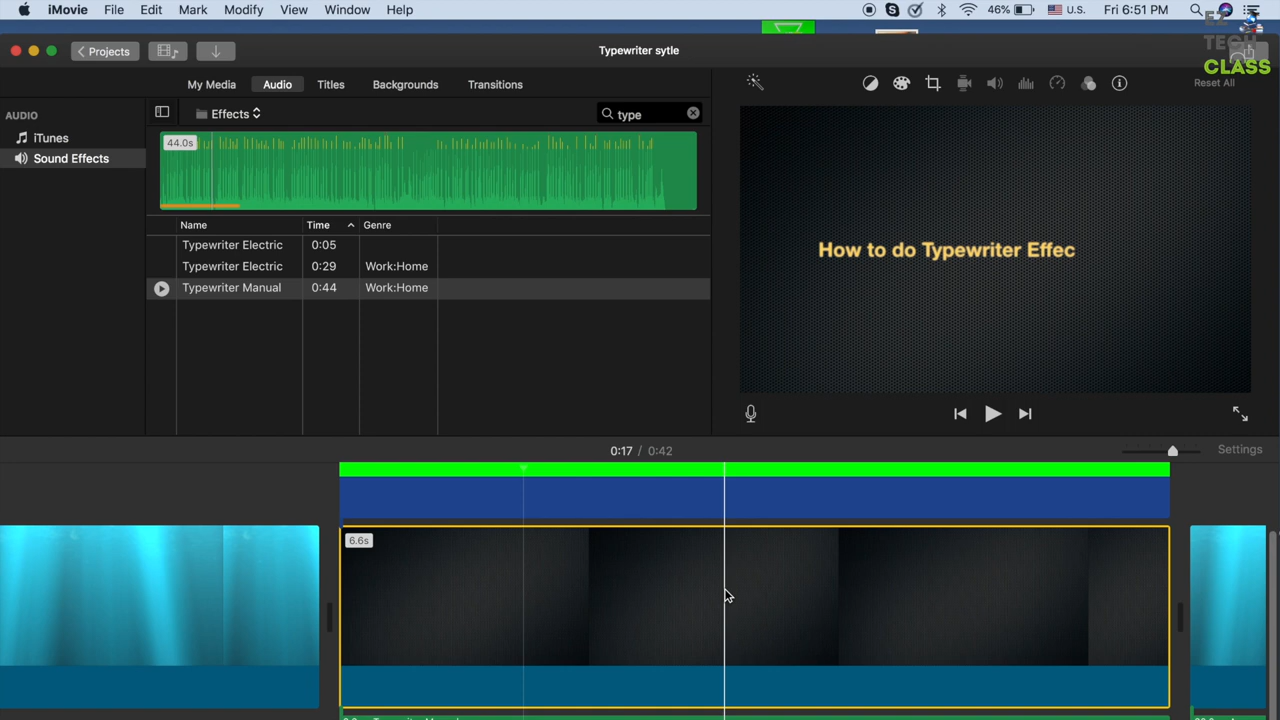 iMovie File Edit Mark Modify View Window Help 46% U.S. Fri 6:51 PM
EZ
TECH
CLASS
Projects Typewriter sytle
My Media Audio Titles Backgrounds Transitions Reset All
AUDIO
iTunes
Sound Effects
Effects type
44.0s
Name Time Genre
Typewriter Electric 0:05
Typewriter Electric 0:29 Work:Home
Typewriter Manual 0:44 Work:Home
How to do Typewriter Effec
0:17 / 0:42 Settings
6.6s